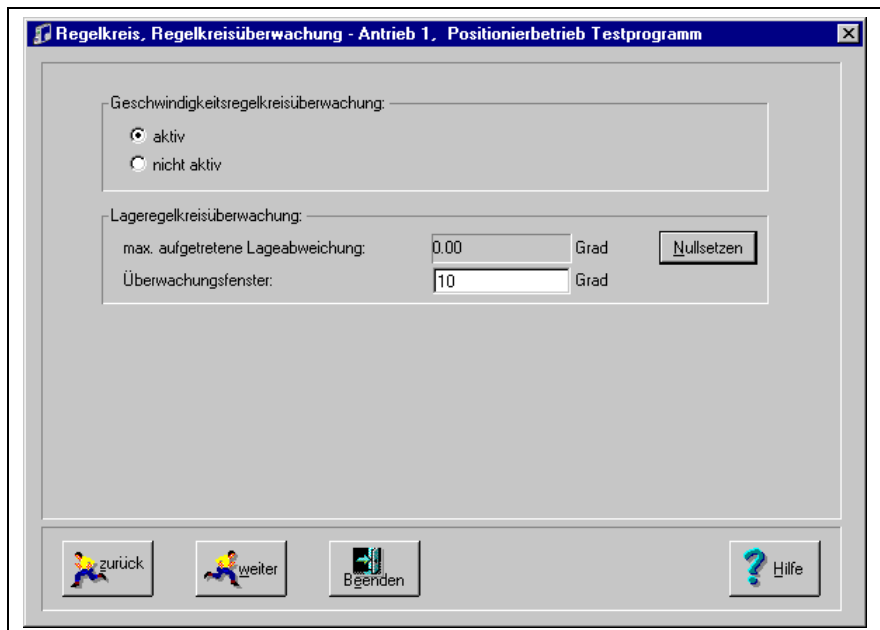 Regelkreis, Regelkreisüberwachung - Antrieb 1, Positionierbetrieb Testprogramm
Geschwindigkeitsregelkreisüberwachung:
aktiv
nicht aktiv
Lageregelkreisüberwachung:
max. aufgetretene Lageabweichung: 0.00 Grad Nullsetzen
Überwachungsfenster: 10 Grad
zurück weiter Beenden Hilfe